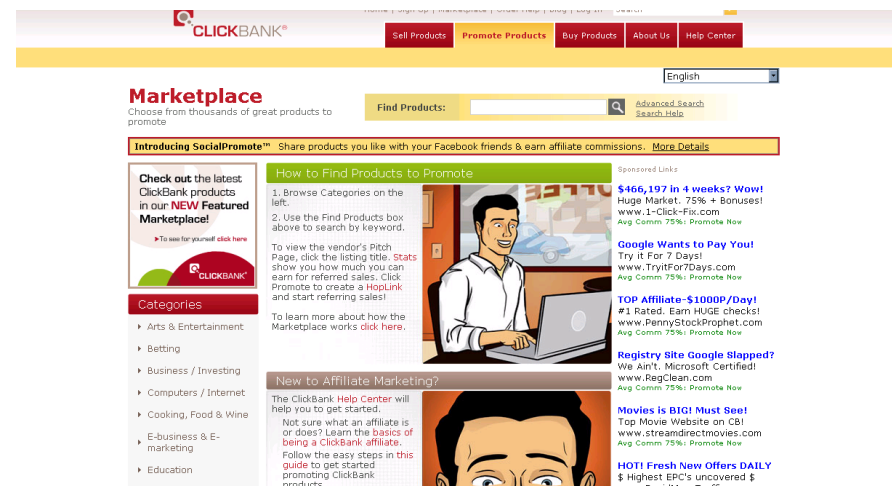 Home | Sign Up | Marketplace | Order Help | Blog | Log In Search
CLICKBANK®
Sell Products Promote Products Buy Products About Us Help Center
English
Marketplace
Choose from thousands of great products to
promote
Find Products:
Advanced Search
Search Help
Introducing SocialPromote™ Share products you like with your Facebook friends & earn affiliate commissions. More Details
Check out the latest
ClickBank products
in our NEW Featured
Marketplace!
To see for yourself click here
CLICKBANK
Categories
Arts & Entertainment
Betting
Business / Investing
Computers / Internet
Cooking, Food & Wine
E-business & E-
marketing
Education
How to Find Products to Promote
1. Browse Categories on the
left.
2. Use the Find Products box
above to search by keyword.
To view the vendor's Pitch
Page, click the listing title. Stats
show you how much you can
earn for referred sales. Click
Promote to create a HopLink
and start referring sales!
To learn more about how the
Marketplace works click here.
New to Affiliate Marketing?
The ClickBank Help Center will
help you to get started.
Not sure what an affiliate is
or does? Learn the basics of
being a ClickBank affiliate.
Follow the easy steps in this
guide to get started
promoting ClickBank
products.
Sponsored Links
$466,197 in 4 weeks? Wow!
Huge Market. 75% + Bonuses!
www.1-Click-Fix.com
Avg Comm 75%: Promote Now
Google Wants to Pay You!
Try it For 7 Days!
www.TryitFor7Days.com
Avg Comm 75%: Promote Now
TOP Affiliate-$1000P/Day!
#1 Rated. Earn HUGE checks!
www.PennyStockProphet.com
Avg Comm 75%: Promote Now
Registry Site Google Slapped?
We Ain't. Microsoft Certified!
www.RegClean.com
Avg Comm 75%: Promote Now
Movies is BIG! Must See!
Top Movie Website on CB!
www.streamdirectmovies.com
Avg Comm 75%: Promote Now
HOT! Fresh New Offers DAILY
$ Highest EPC's uncovered $